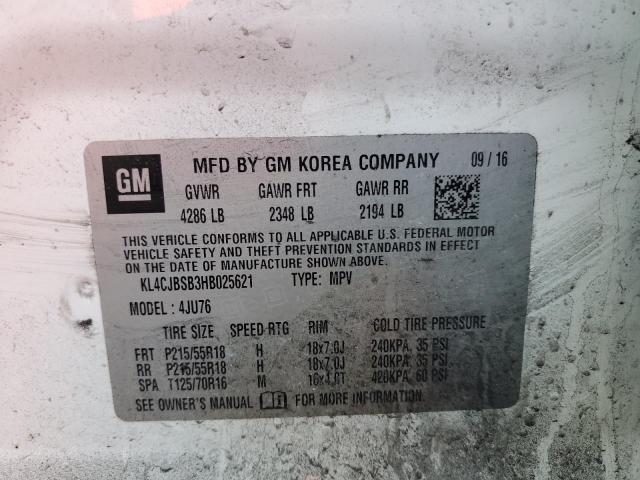 GM
MFD BY GM KOREA COMPANY 09/16
GVWR GAWR FRT GAWR RR
4286 LB 2348 LB 2194 LB
THIS VEHICLE CONFORMS TO ALL APPLICABLE U.S. FEDERAL MOTOR
VEHICLE SAFETY AND THEFT PREVENTION STANDARDS IN EFFECT ON
THE DATE OF MANUFACTURE SHOWN ABOVE.
KL4CJBSB3HB025621 TYPE: MPV
MODEL: 4JU76
TIRE SIZE SPEED RTG RIM COLD TIRE PRESSURE
FRT P215/55R18 H 18x7.0J 240KPA, 35 PSI
RR P215/55R18 H 18x7.0J 240KPA, 35 PSI
SPA T125/70R16 M 16x4.0T 420KPA, 60 PSI
SEE OWNER'S MANUAL FOR MORE INFORMATION.